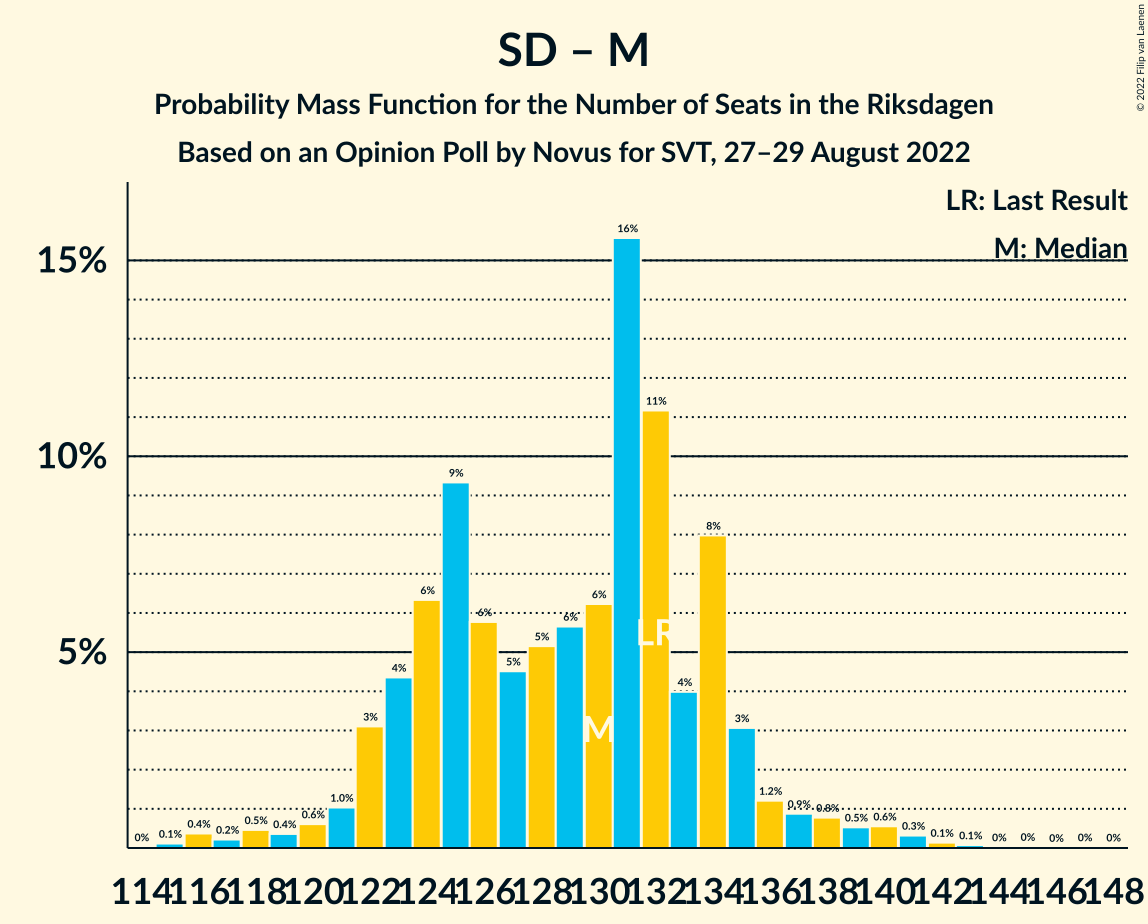 SD – M
Probability Mass Function for the Number of Seats in the Riksdagen
Based on an Opinion Poll by Novus for SVT, 27–29 August 2022
© 2022 Filip van Laenen
LR: Last Result
M: Median
15%
10%
5%
0% 0.1% 0.4% 0.2% 0.5% 0.4% 0.6% 1.0% 3% 4% 6% 9% 6% 5% 5% 6% 6% 16% 11% 4% 8% 3% 1.2% 0.9% 0.8% 0.5% 0.6% 0.3% 0.1% 0.1% 0% 0% 0% 0% 0%
LR
M
114 116 118 120 122 124 126 128 130 132 134 136 138 140 142 144 146 148